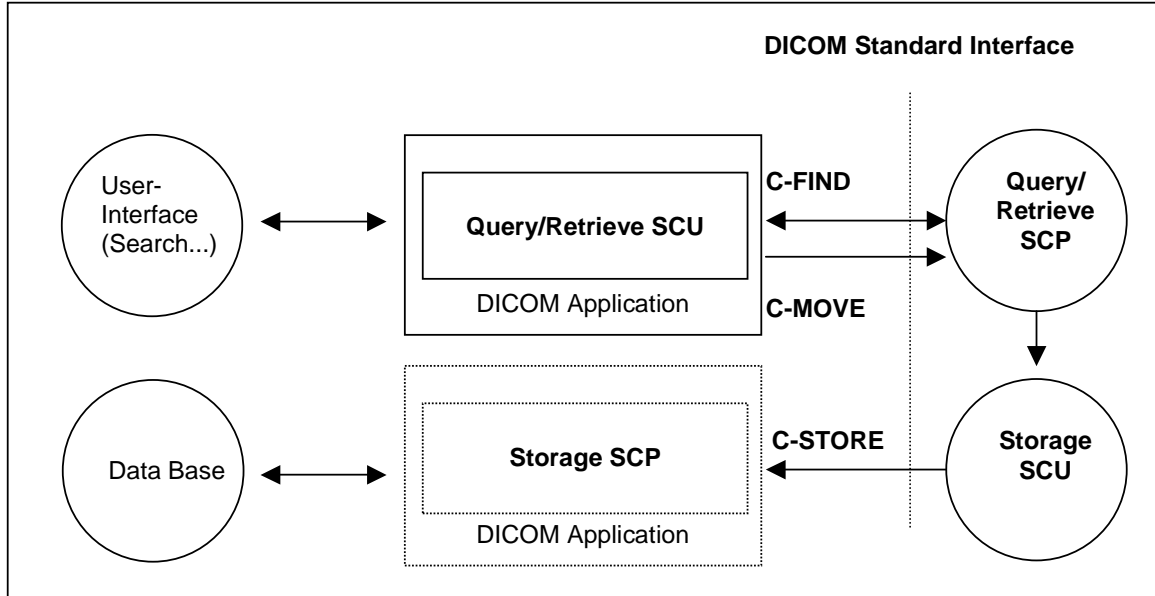 DICOM Standard Interface
User-
Interface
(Search...)
Query/Retrieve SCU
DICOM Application
C-FIND
C-MOVE
Query/
Retrieve
SCP
Data Base
Storage SCP
DICOM Application
C-STORE
Storage
SCU